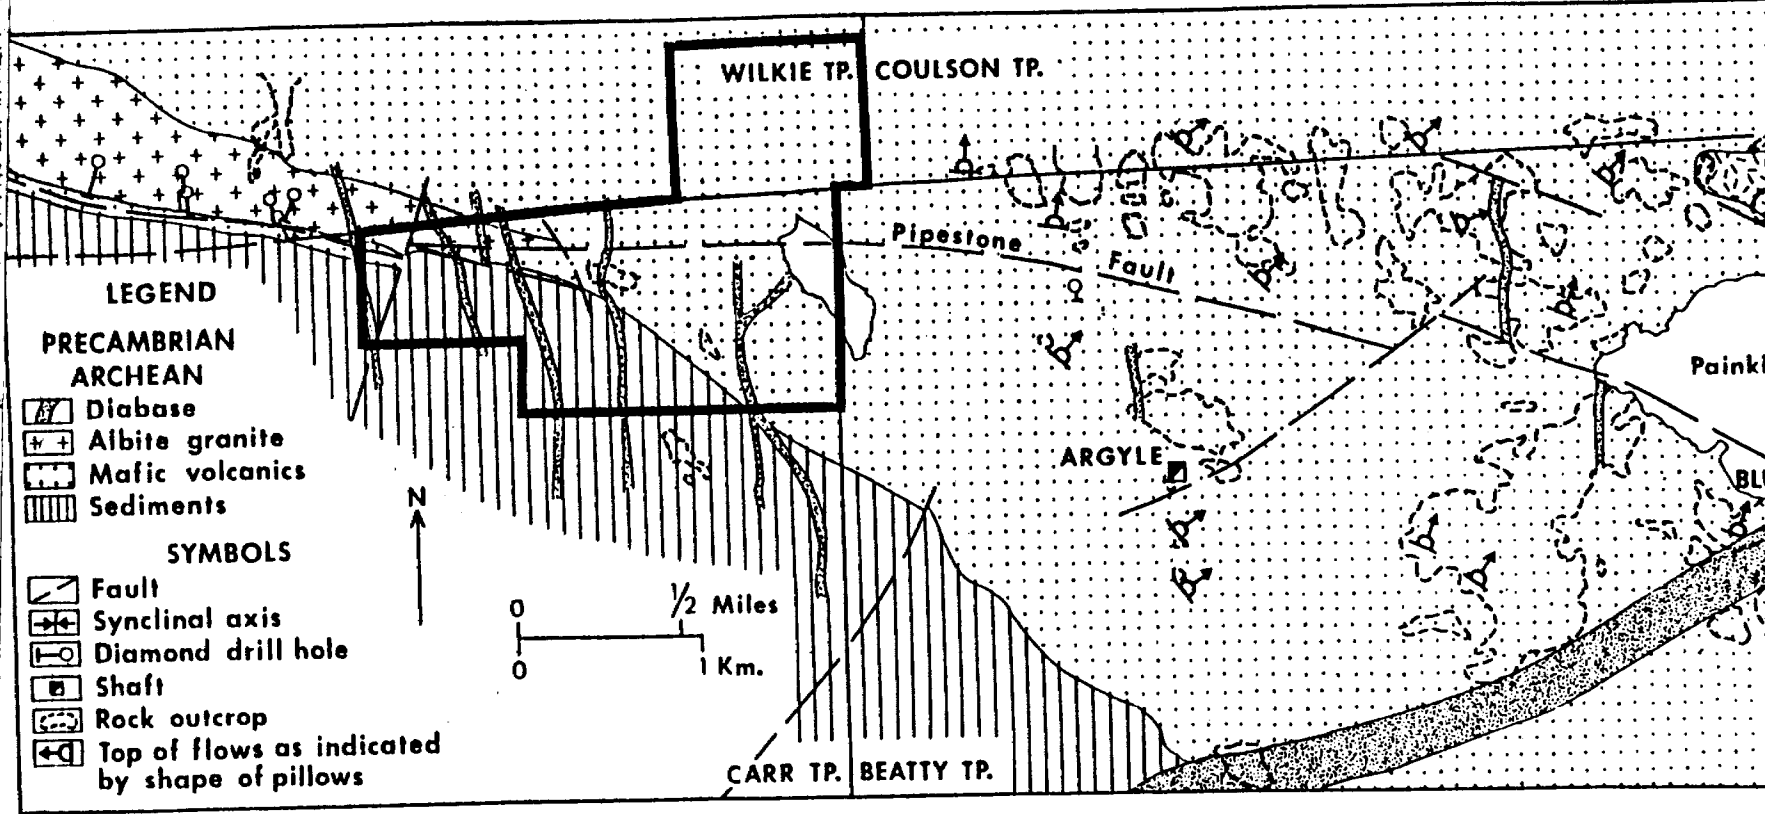 WILKIE TP. COULSON TP.
Pipestone Fault
LEGEND
PRECAMBRIAN
ARCHEAN
Diabase
Albite granite
Mafic volcanics
Sediments
SYMBOLS
Fault
Synclinal axis
Diamond drill hole
Shaft
Rock outcrop
Top of flows as indicated
by shape of pillows
N
0 ½ Miles
0 1 Km.
ARGYLE
Painki
BL
CARR TP. BEATTY TP.